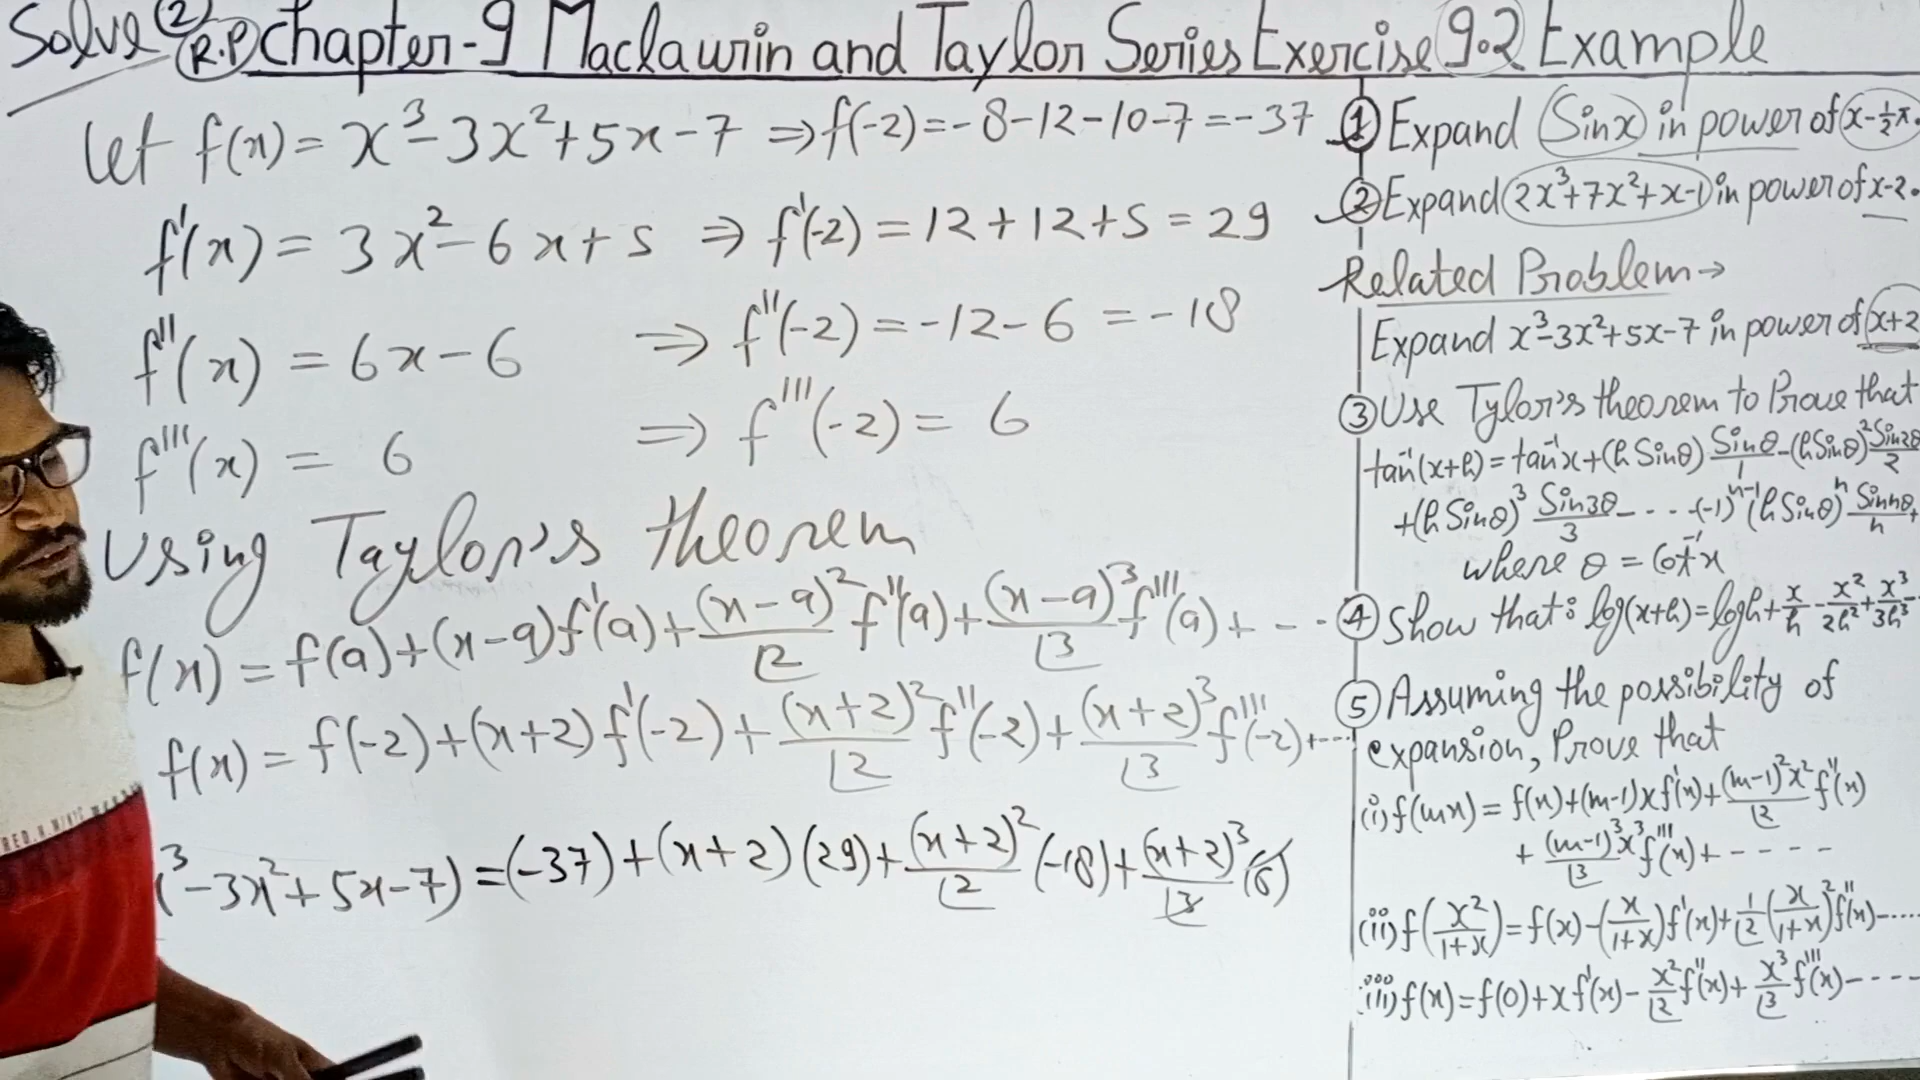 Solve ② R.P Chapter-9 Maclaurin and Taylor Series Exercise 9.2 Example
Let f(x) = x³-3x²+5x-7 ⇒ f(-2) = -8-12-10-7 = -37
f'(x) = 3x²-6x+5 ⇒ f'(-2) = 12+12+5 = 29
f''(x) = 6x-6 ⇒ f''(-2) = -12-6 = -18
f'''(x) = 6 ⇒ f'''(-2) = 6
Using Taylor's theorem
f(x) = f(a)+(x-a)f'(a)+(x-a)²/⌊2 f''(a)+(x-a)³/⌊3 f'''(a)+ ---
f(x) = f(-2)+(x+2)f'(-2)+(x+2)²/⌊2 f''(-2)+(x+2)³/⌊3 f'''(-2)+----
³-3x²+5x-7) = (-37)+(x+2)(29)+(x+2)²/⌊2 (-18)+(x+2)³/⌊3 (6)
① Expand Sinx in power of x-½π.
② Expand 2x³+7x²+x-1 in power of x-2.
Related Problem→
Expand x³-3x²+5x-7 in power of x+2
③ Use Tylor's theorem to Prove that
tan⁻¹(x+h) = tan⁻¹x+(h Sinθ) Sinθ/1 -(hSinθ)² Sin2θ/2
+(h Sinθ)³ Sin3θ/3 ---- (-1)ⁿ⁻¹(h Sinθ)ⁿ Sinnθ/n +
where θ = Cot⁻¹x
④ Show that: log(x+h) = logh+x/h - x²/2h² + x³/3h³ --
⑤ Assuming the possibility of
expansion, Prove that
(i) f(mx) = f(x)+(m-1)xf'(x)+(m-1)²x²/⌊2 f''(x)
+ (m-1)³x³/⌊3 f'''(x)+ -----
(ii) f(x²/1+x) = f(x)-(x/1+x)f'(x)+1/⌊2 (x/1+x)² f''(x)-----
(iii) f(x) = f(0)+xf'(x)- x²/⌊2 f''(x)+ x³/⌊3 f'''(x)----